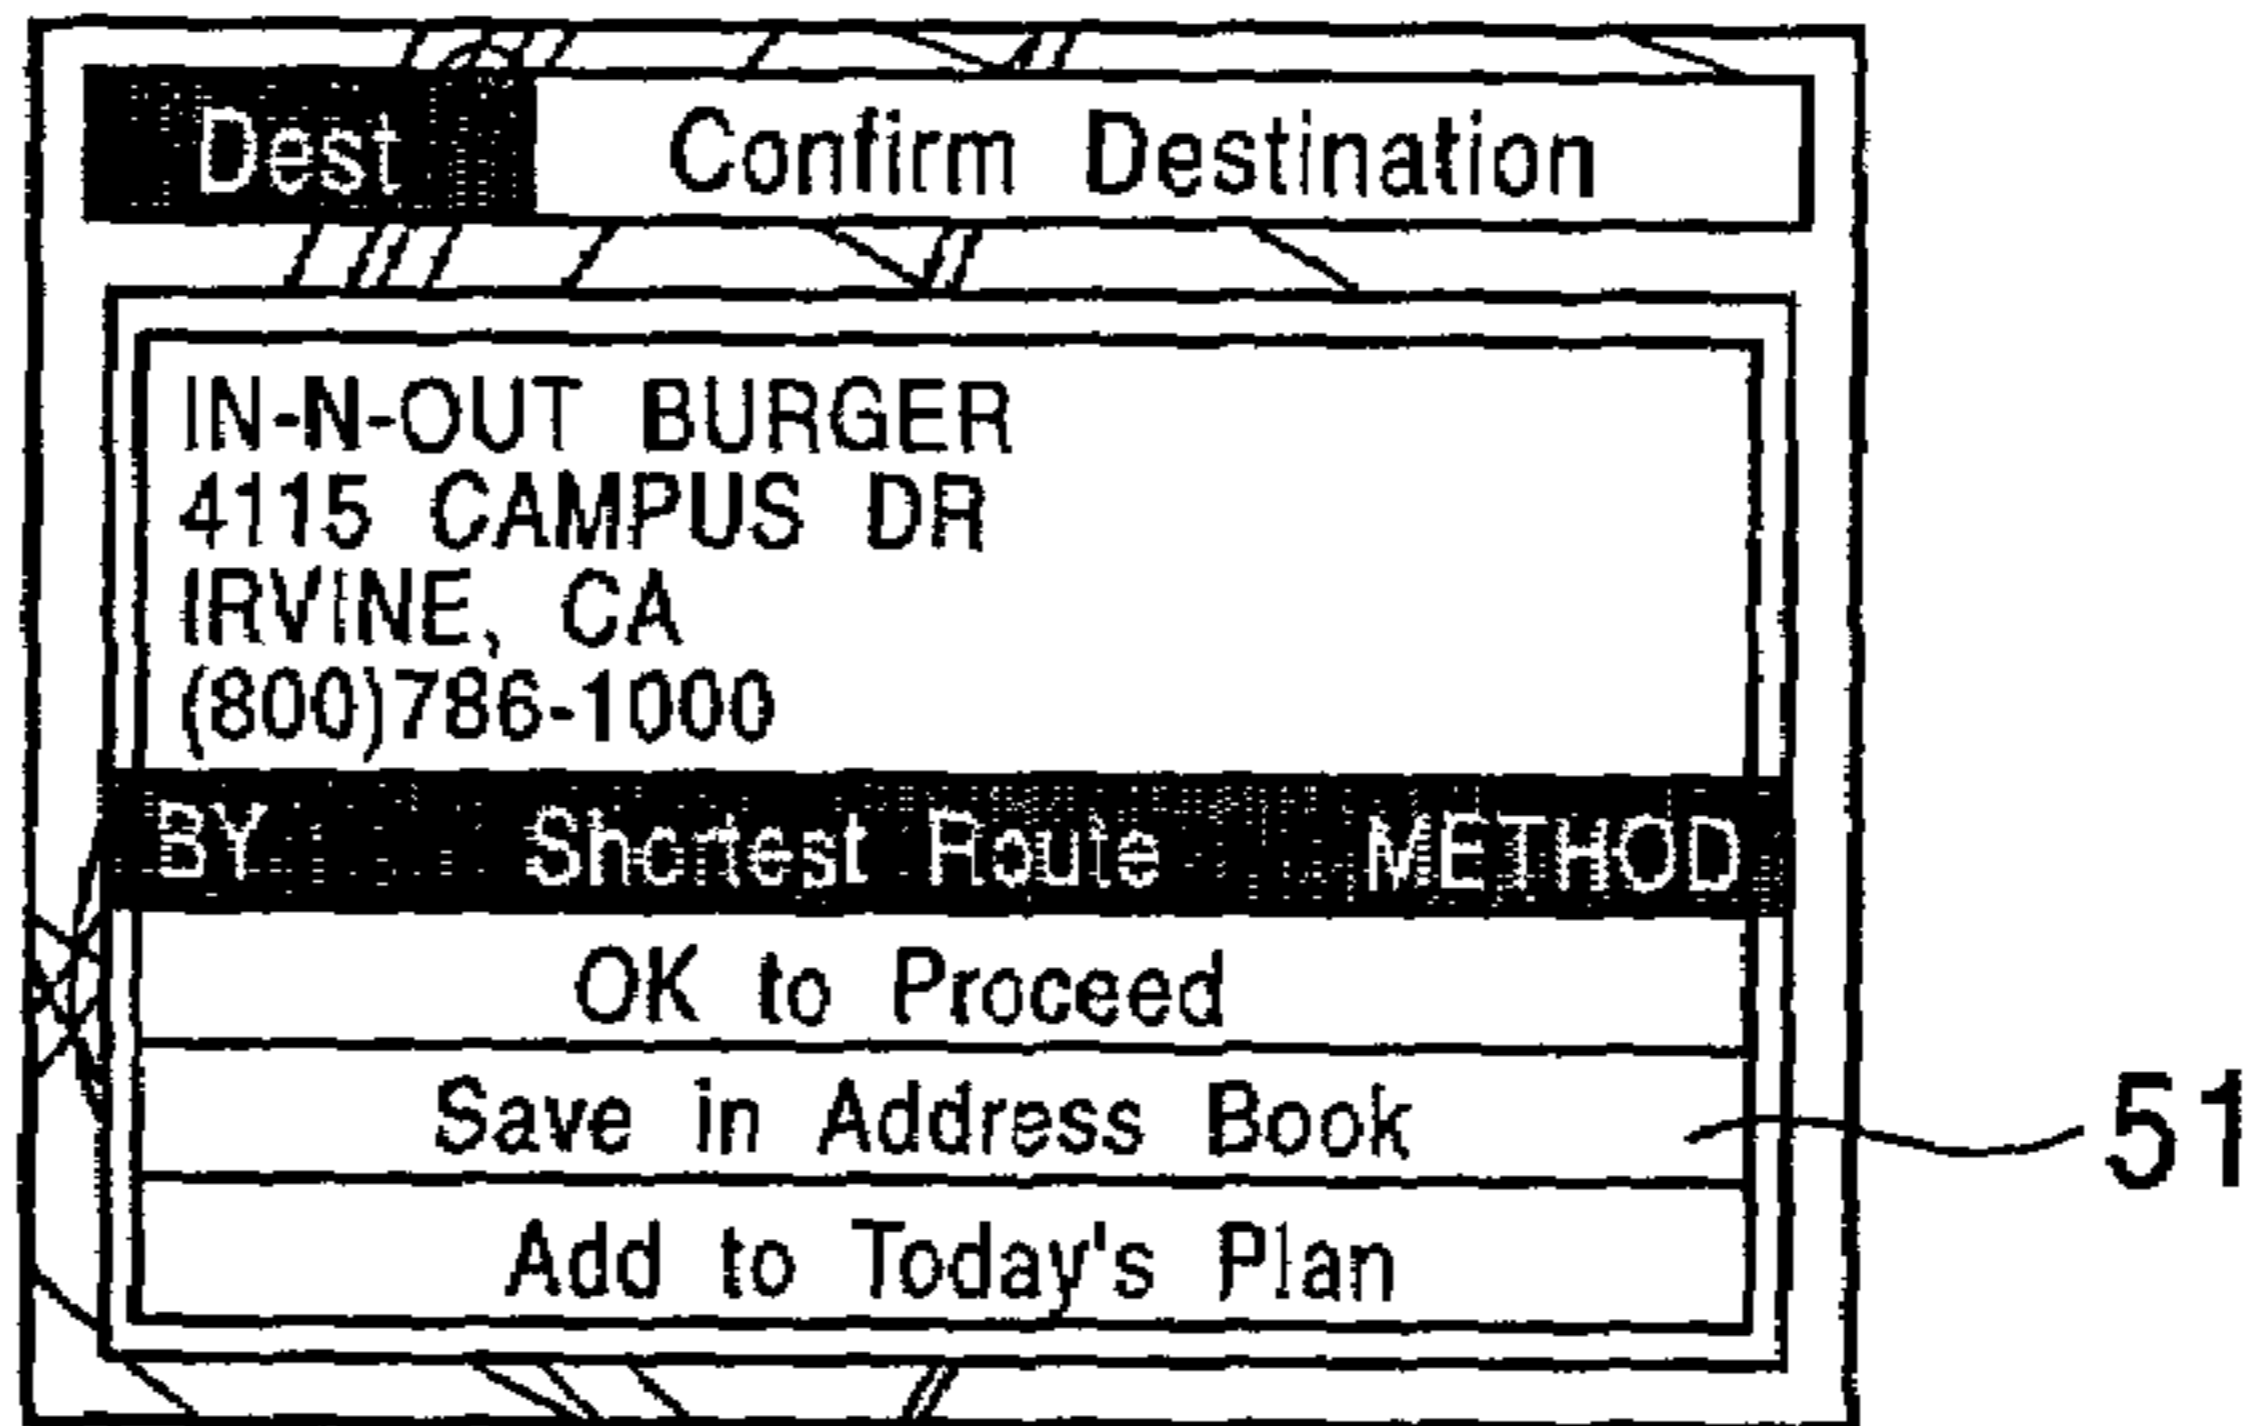 Dest Confirm Destination
IN-N-OUT BURGER
4115 CAMPUS DR
IRVINE, CA
(800)786-1000
BY Shortest Route METHOD
OK to Proceed
Save in Address Book
51
Add to Today's Plan